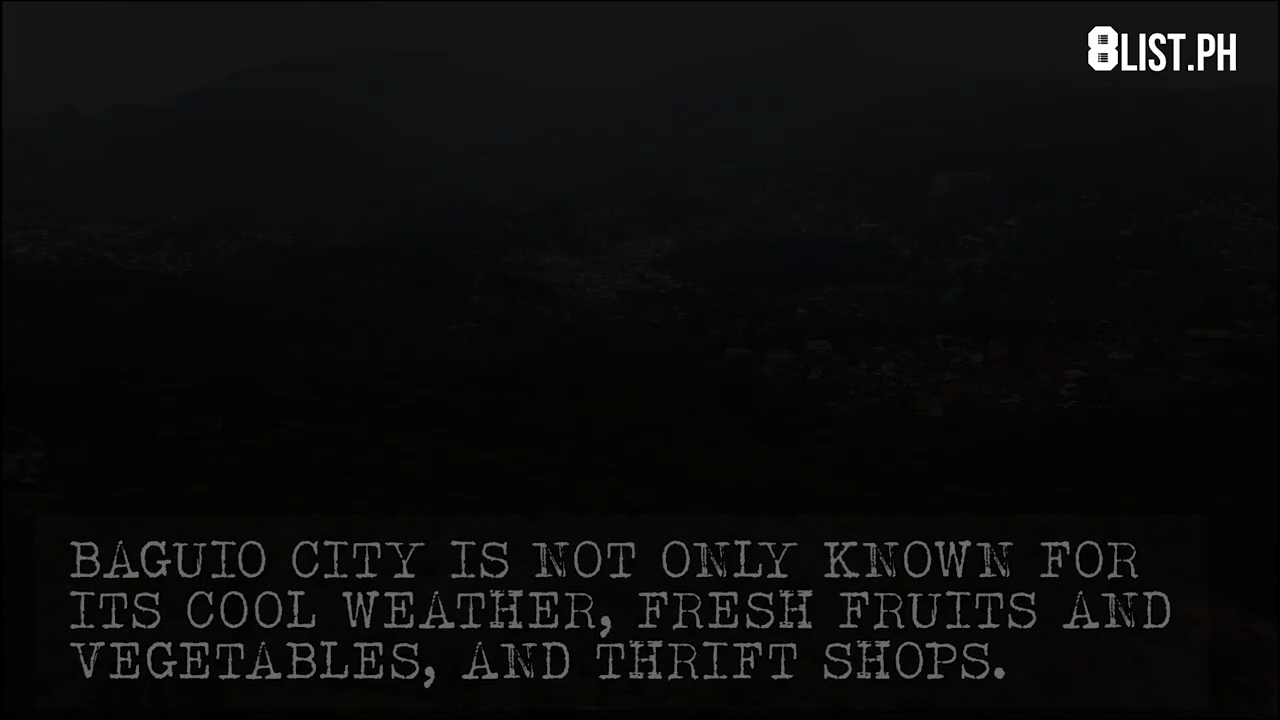 8LIST.PH
BAGUIO CITY IS NOT ONLY KNOWN FOR
ITS COOL WEATHER, FRESH FRUITS AND
VEGETABLES, AND THRIFT SHOPS.